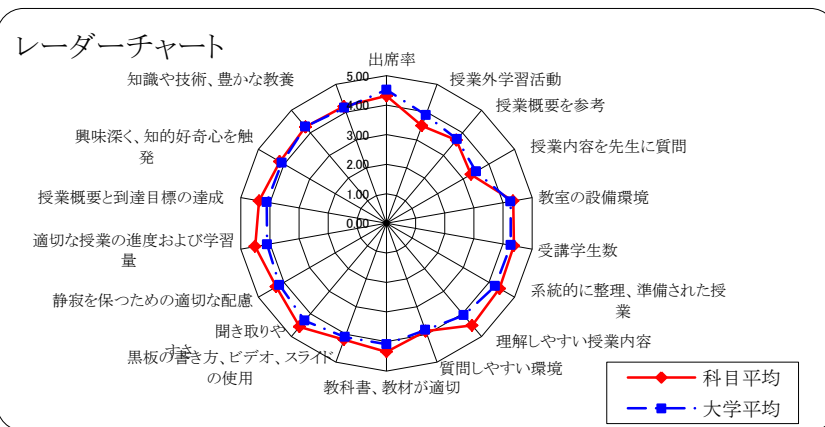 レーダーチャート
出席率
授業外学習活動
授業概要を参考
授業内容を先生に質問
教室の設備環境
受講学生数
系統的に整理、準備された授
業
理解しやすい授業内容
質問しやすい環境
教科書、教材が適切
黒板の書き方、ビデオ、スライド
の使用
聞き取りや
すさ
静寂を保つための適切な配慮
適切な授業の進度および学習
量
授業概要と到達目標の達成
興味深く、知的好奇心を触
発
知識や技術、豊かな教養
5.00
4.00
3.00
2.00
1.00
0.00
科目平均
大学平均